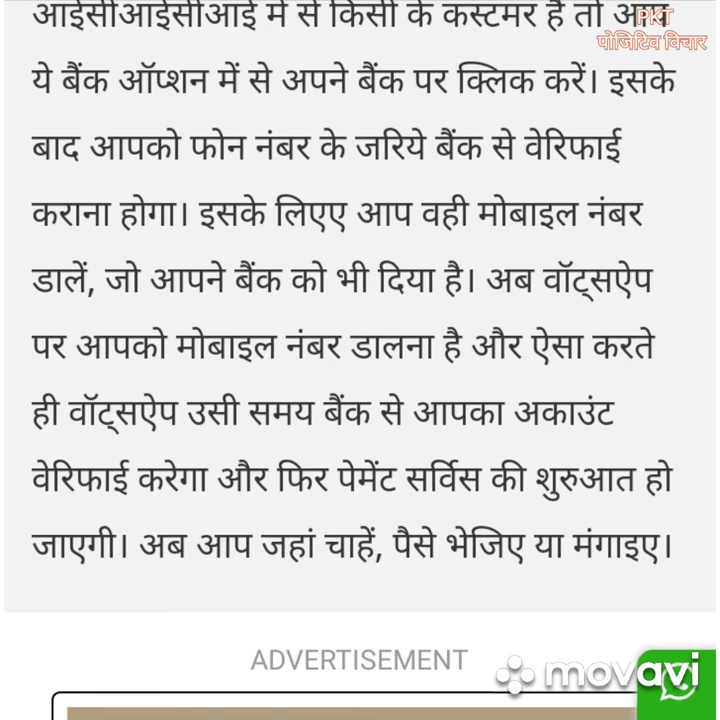 आईसीआईसीआई में से किसी के कस्टमर हैं तो आप
PKT
पोजिटिव विचार
ये बैंक ऑप्शन में से अपने बैंक पर क्लिक करें। इसके
बाद आपको फोन नंबर के जरिये बैंक से वेरिफाई
कराना होगा। इसके लिएए आप वही मोबाइल नंबर
डालें, जो आपने बैंक को भी दिया है। अब वॉट्सऐप
पर आपको मोबाइल नंबर डालना है और ऐसा करते
ही वॉट्सऐप उसी समय बैंक से आपका अकाउंट
वेरिफाई करेगा और फिर पेमेंट सर्विस की शुरुआत हो
जाएगी। अब आप जहां चाहें, पैसे भेजिए या मंगाइए।
ADVERTISEMENT
movavi